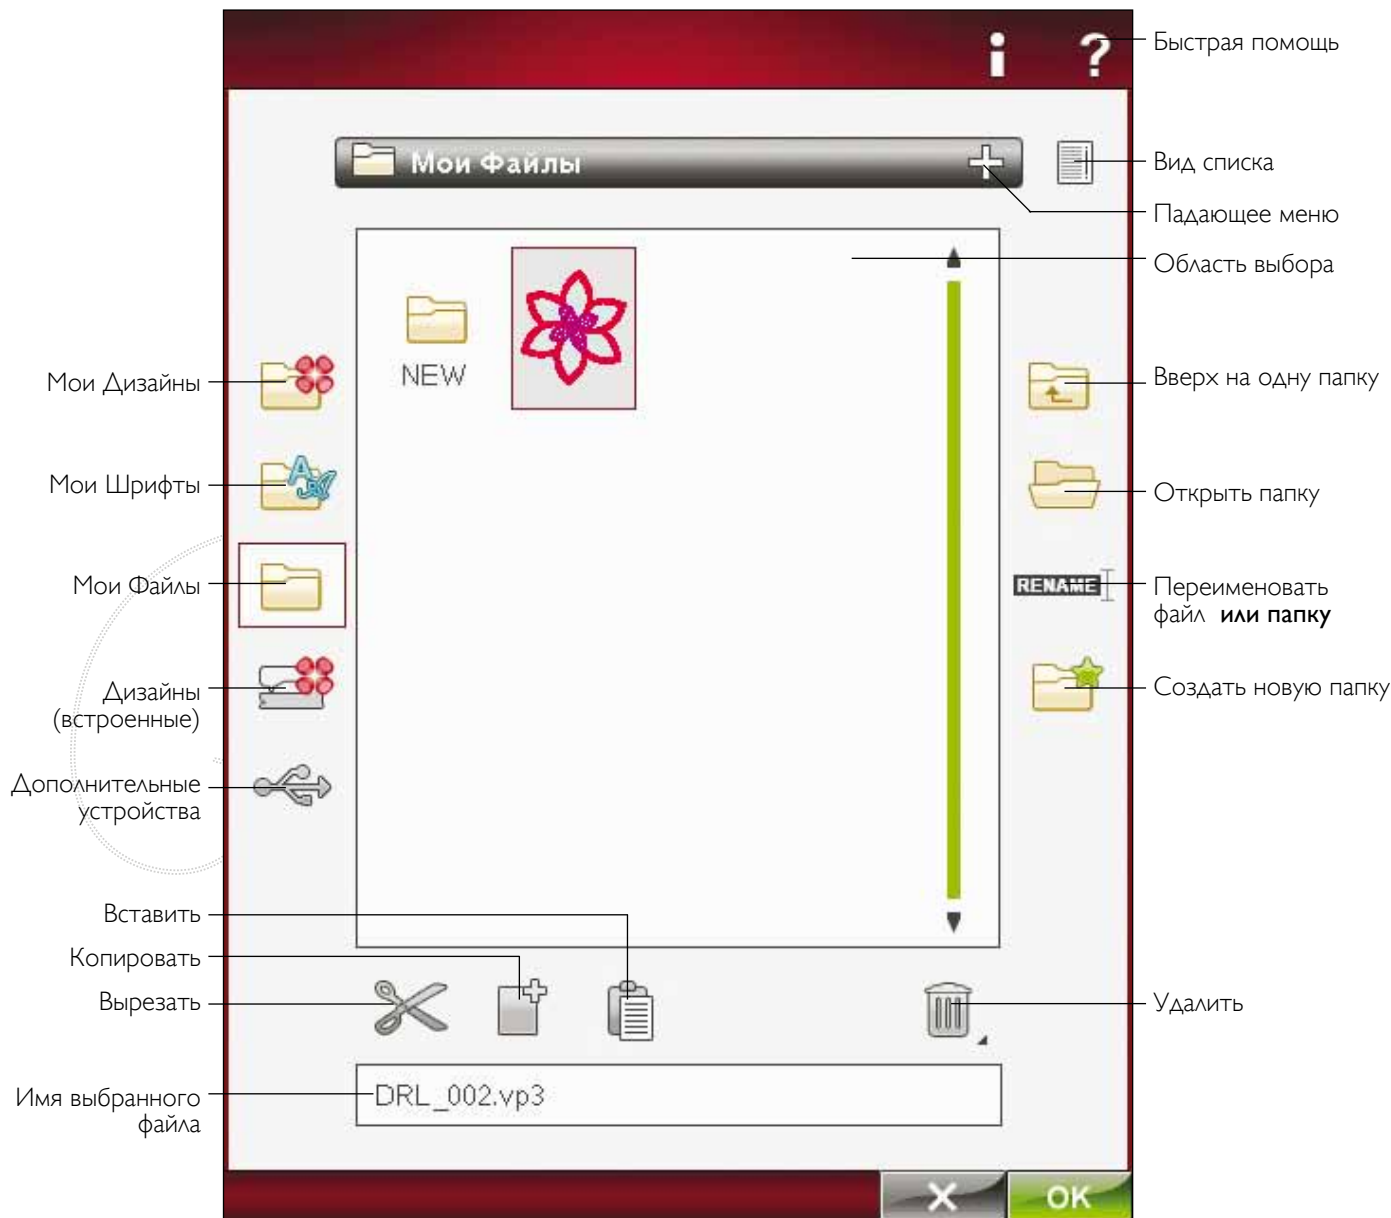 i ?
Быстрая помощь
Мои Файлы
Вид списка
Падающее меню
Область выбора
NEW
Мои Дизайны
Вверх на одну папку
Мои Шрифты
Открыть папку
Мои Файлы
RENAME
Переименовать
файл или папку
Дизайны
(встроенные)
Создать новую папку
Дополнительные
устройства
Вставить
Копировать
Вырезать
Удалить
Имя выбранного
файла
DRL_002.vp3
OK